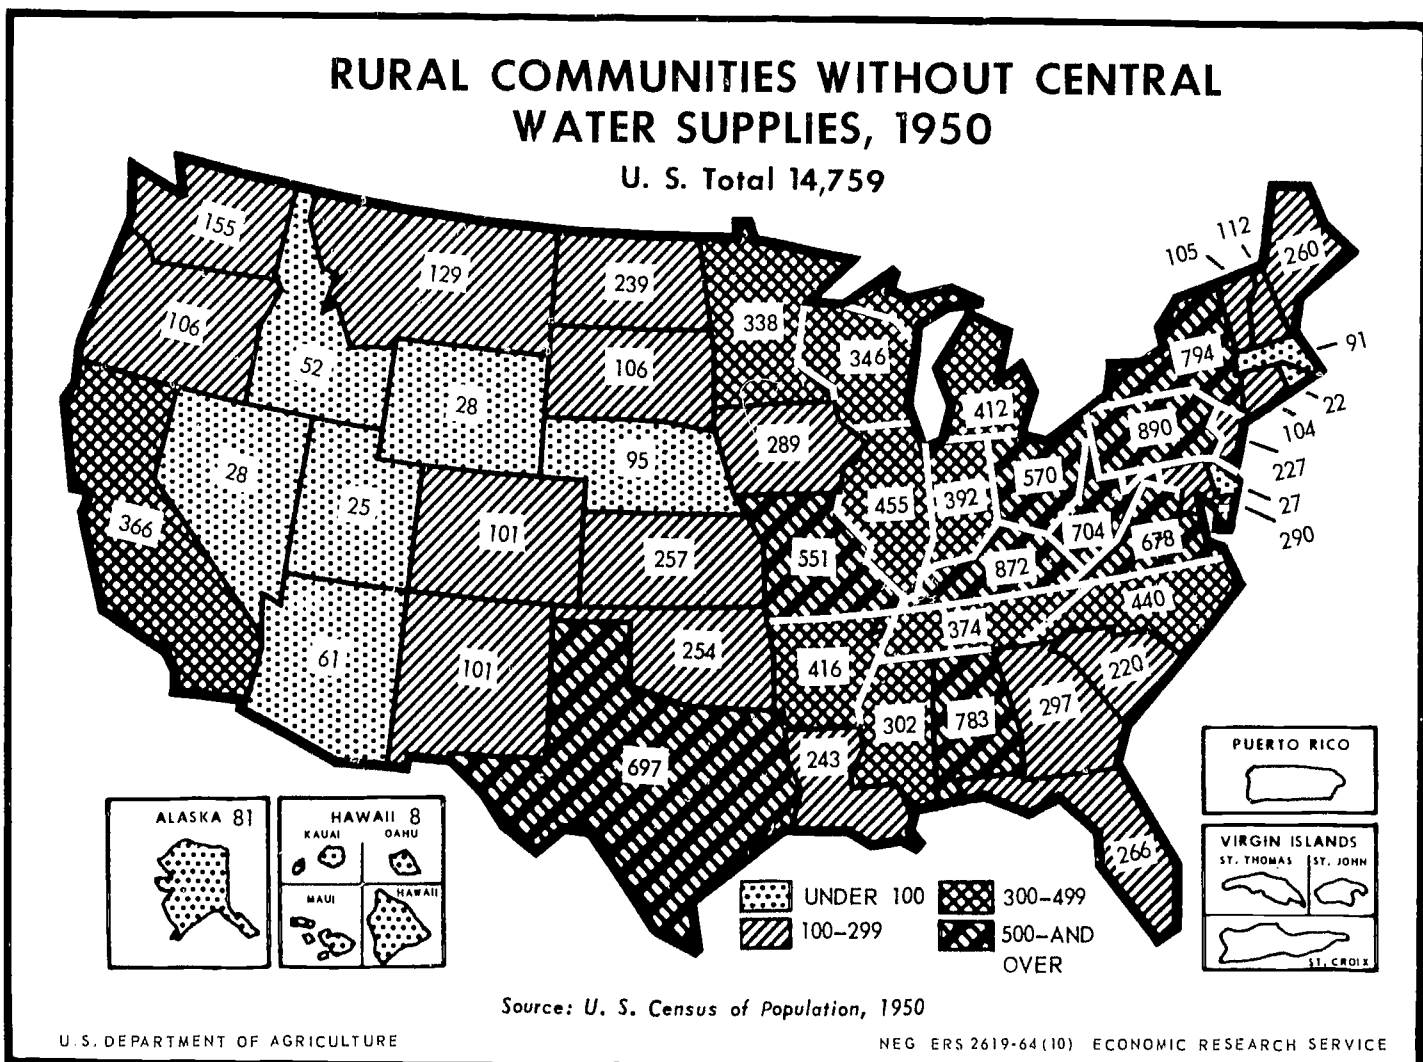 RURAL COMMUNITIES WITHOUT CENTRAL
WATER SUPPLIES, 1950
U. S. Total 14,759
155
129
239
338
346
105
112
260
106
52
28
106
412
794
91
890
22
104
227
27
290
28
25
95
289
455
392
570
704
678
366
101
257
551
872
440
61
101
254
416
374
220
302
783
297
697
243
266
ALASKA 81
HAWAII 8
KAUAI
OAHU
MAUI
HAWAII
PUERTO RICO
VIRGIN ISLANDS
ST. THOMAS
ST. JOHN
ST. CROIX
UNDER 100
100-299
300-499
500-AND
OVER
Source: U. S. Census of Population, 1950
U.S. DEPARTMENT OF AGRICULTURE
NEG ERS 2619-64 (10) ECONOMIC RESEARCH SERVICE